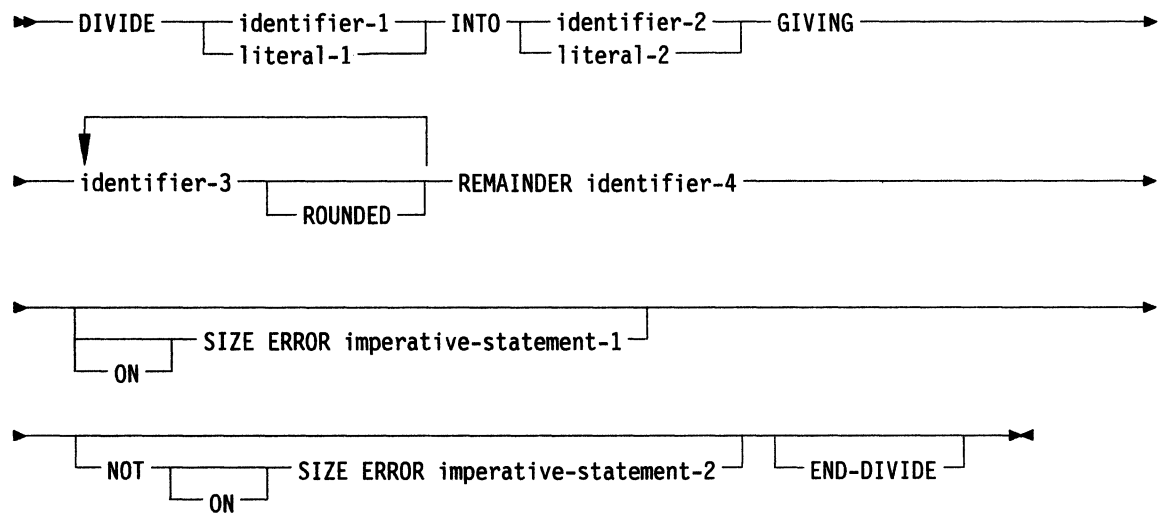 DIVIDE identifier-1 INTO identifier-2 GIVING
literal-1 literal-2
identifier-3 REMAINDER identifier-4
ROUNDED
SIZE ERROR imperative-statement-1
ON
NOT SIZE ERROR imperative-statement-2 END-DIVIDE
ON